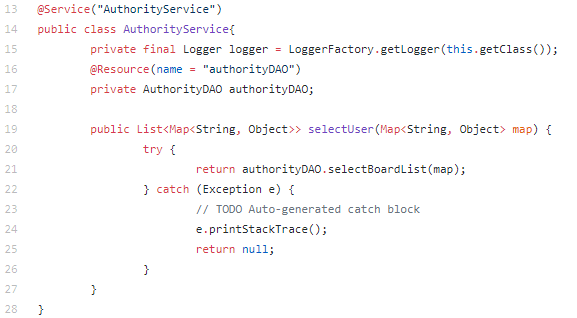 13 @Service("AuthorityService")
14 public class AuthorityService{
15 private final Logger logger = LoggerFactory.getLogger(this.getClass());
16 @Resource(name = "authorityDAO")
17 private AuthorityDAO authorityDAO;
18
19 public List<Map<String, Object>> selectUser(Map<String, Object> map) {
20 try {
21 return authorityDAO.selectBoardList(map);
22 } catch (Exception e) {
23 // TODO Auto-generated catch block
24 e.printStackTrace();
25 return null;
26 }
27 }
28 }